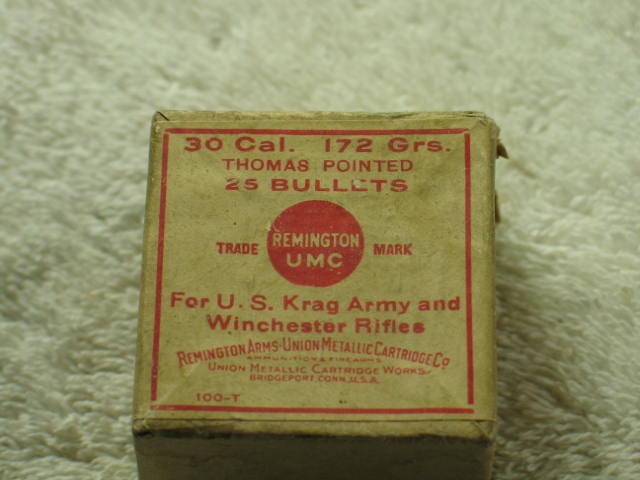 30 Cal. 172 Grs.
THOMAS POINTED
25 BULLETS
TRADE REMINGTON UMC MARK
For U. S. Krag Army and
Winchester Rifles
REMINGTON ARMS-UNION METALLIC CARTRIDGE CO
AMMUNITION & FIREARMS
UNION METALLIC CARTRIDGE WORKS
BRIDGEPORT, CONN., U.S.A.
100-T